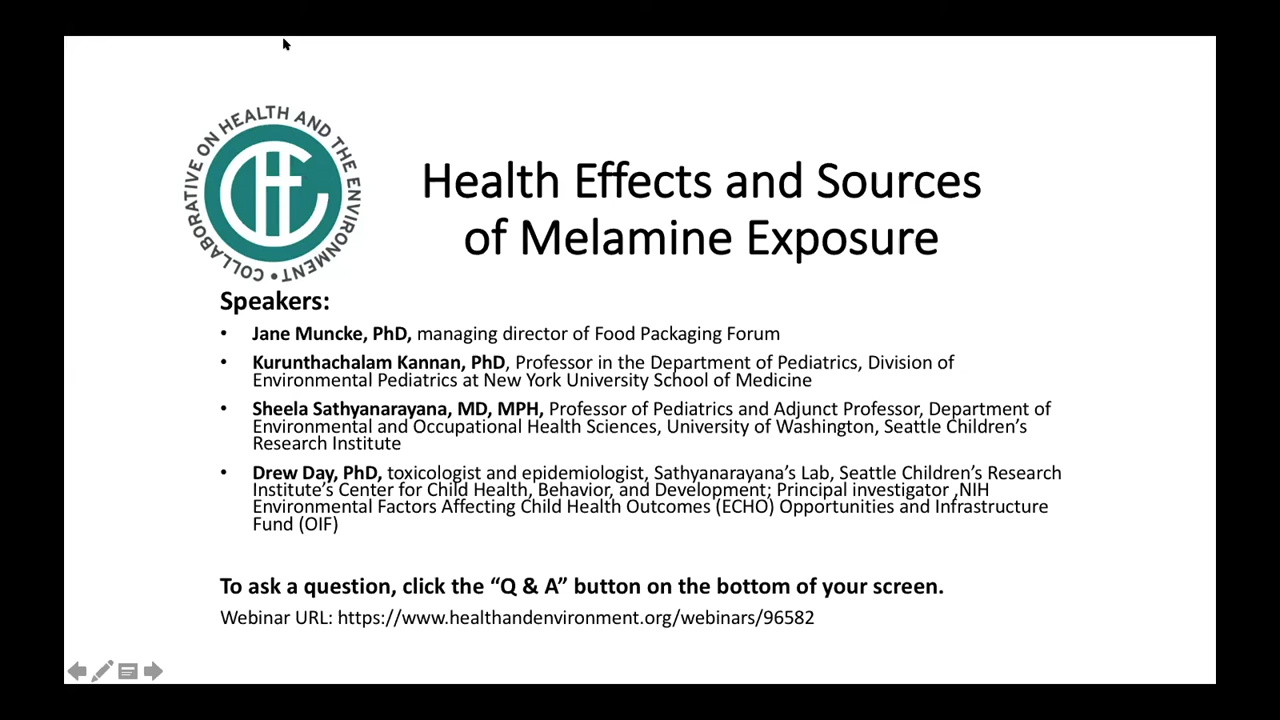 COLLABORATIVE ON HEALTH AND THE ENVIRONMENT •
CHE
Health Effects and Sources
of Melamine Exposure
Speakers:
• Jane Muncke, PhD, managing director of Food Packaging Forum
• Kurunthachalam Kannan, PhD, Professor in the Department of Pediatrics, Division of
Environmental Pediatrics at New York University School of Medicine
• Sheela Sathyanarayana, MD, MPH, Professor of Pediatrics and Adjunct Professor, Department of
Environmental and Occupational Health Sciences, University of Washington, Seattle Children’s
Research Institute
• Drew Day, PhD, toxicologist and epidemiologist, Sathyanarayana’s Lab, Seattle Children’s Research
Institute’s Center for Child Health, Behavior, and Development; Principal investigator ,NIH
Environmental Factors Affecting Child Health Outcomes (ECHO) Opportunities and Infrastructure
Fund (OIF)
To ask a question, click the “Q & A” button on the bottom of your screen.
Webinar URL: https://www.healthandenvironment.org/webinars/96582